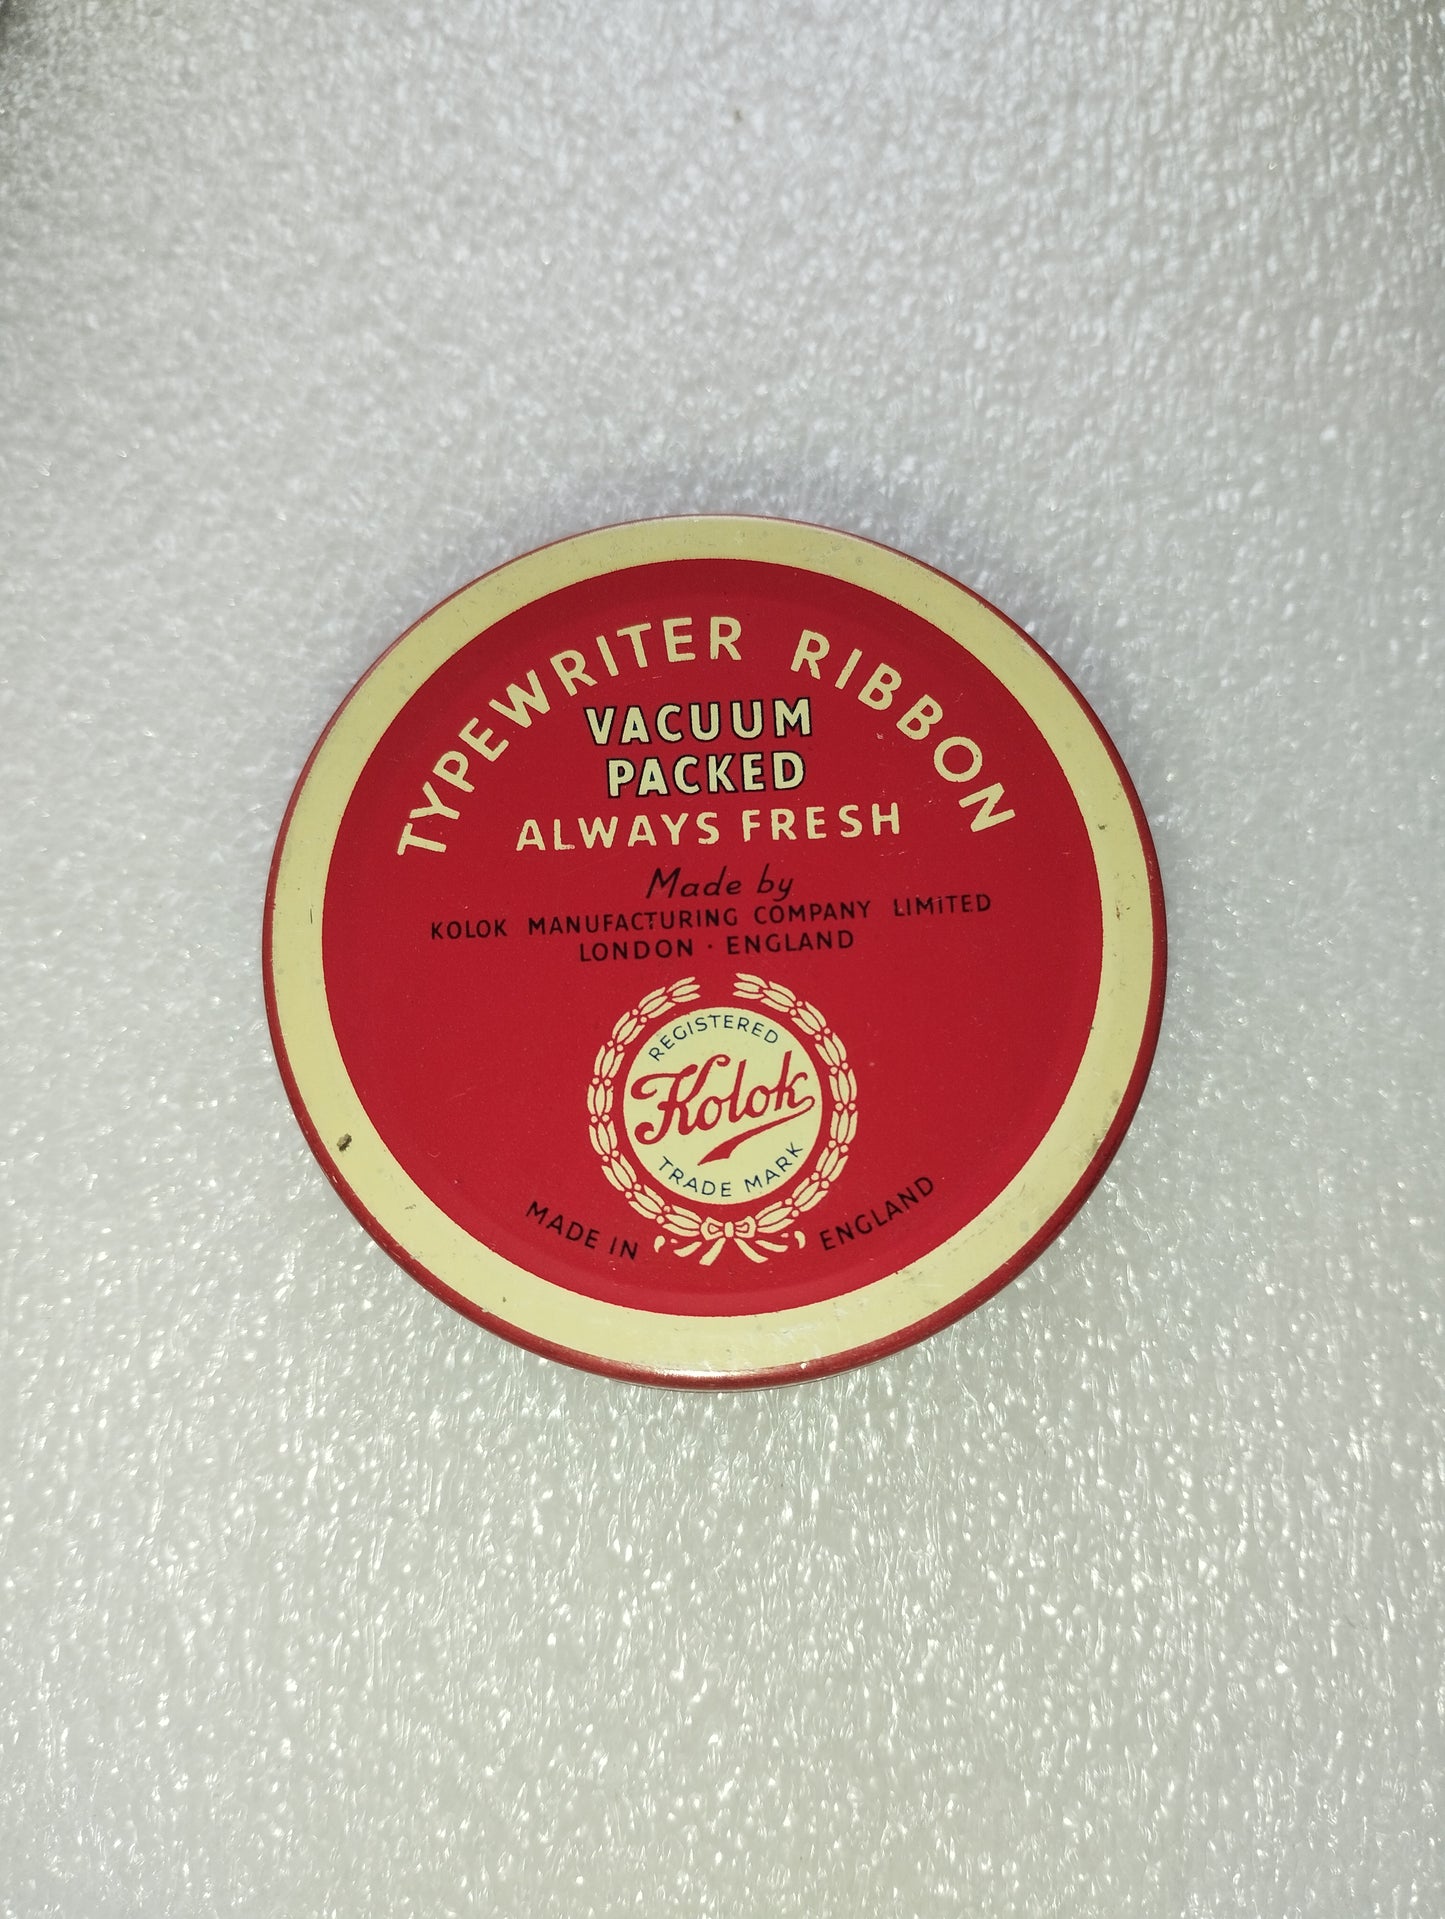 TYPEWRITER RIBBON
VACUUM
PACKED
ALWAYS FRESH
Made by
KOLOK MANUFACTURING COMPANY LIMITED
LONDON · ENGLAND
REGISTERED
Kolok
TRADE MARK
MADE IN ENGLAND